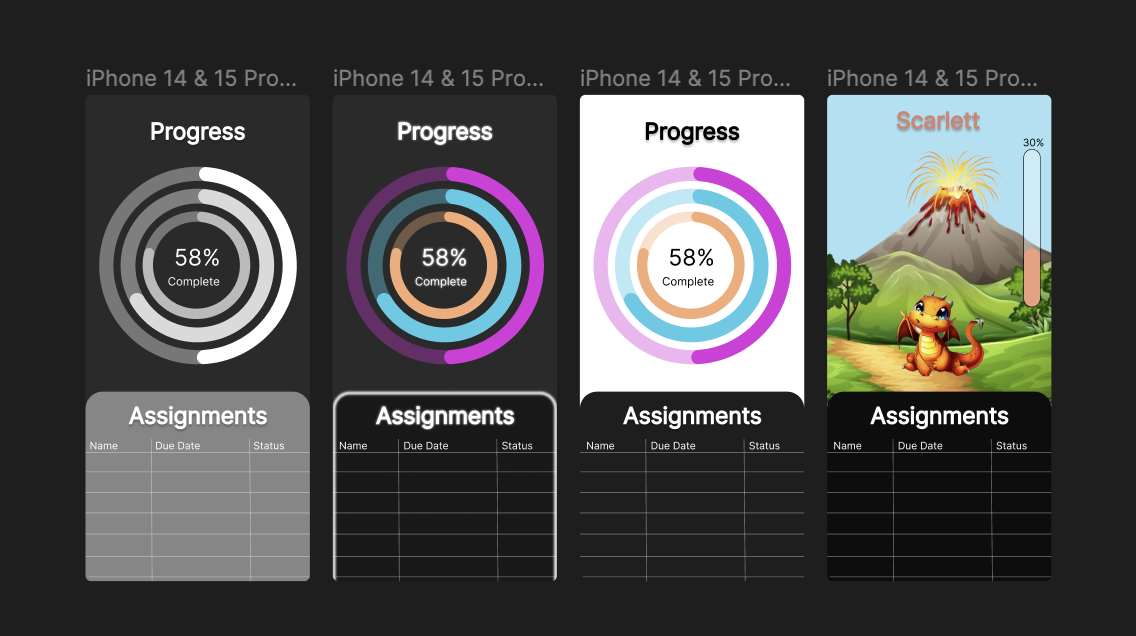 iPhone 14 & 15 Pro...
iPhone 14 & 15 Pro...
iPhone 14 & 15 Pro...
iPhone 14 & 15 Pro...
Progress
58%
Complete
Assignments
Name Due Date Status
Progress
58%
Complete
Assignments
Name Due Date Status
Progress
58%
Complete
Assignments
Name Due Date Status
Scarlett
30%
Assignments
Name Due Date Status